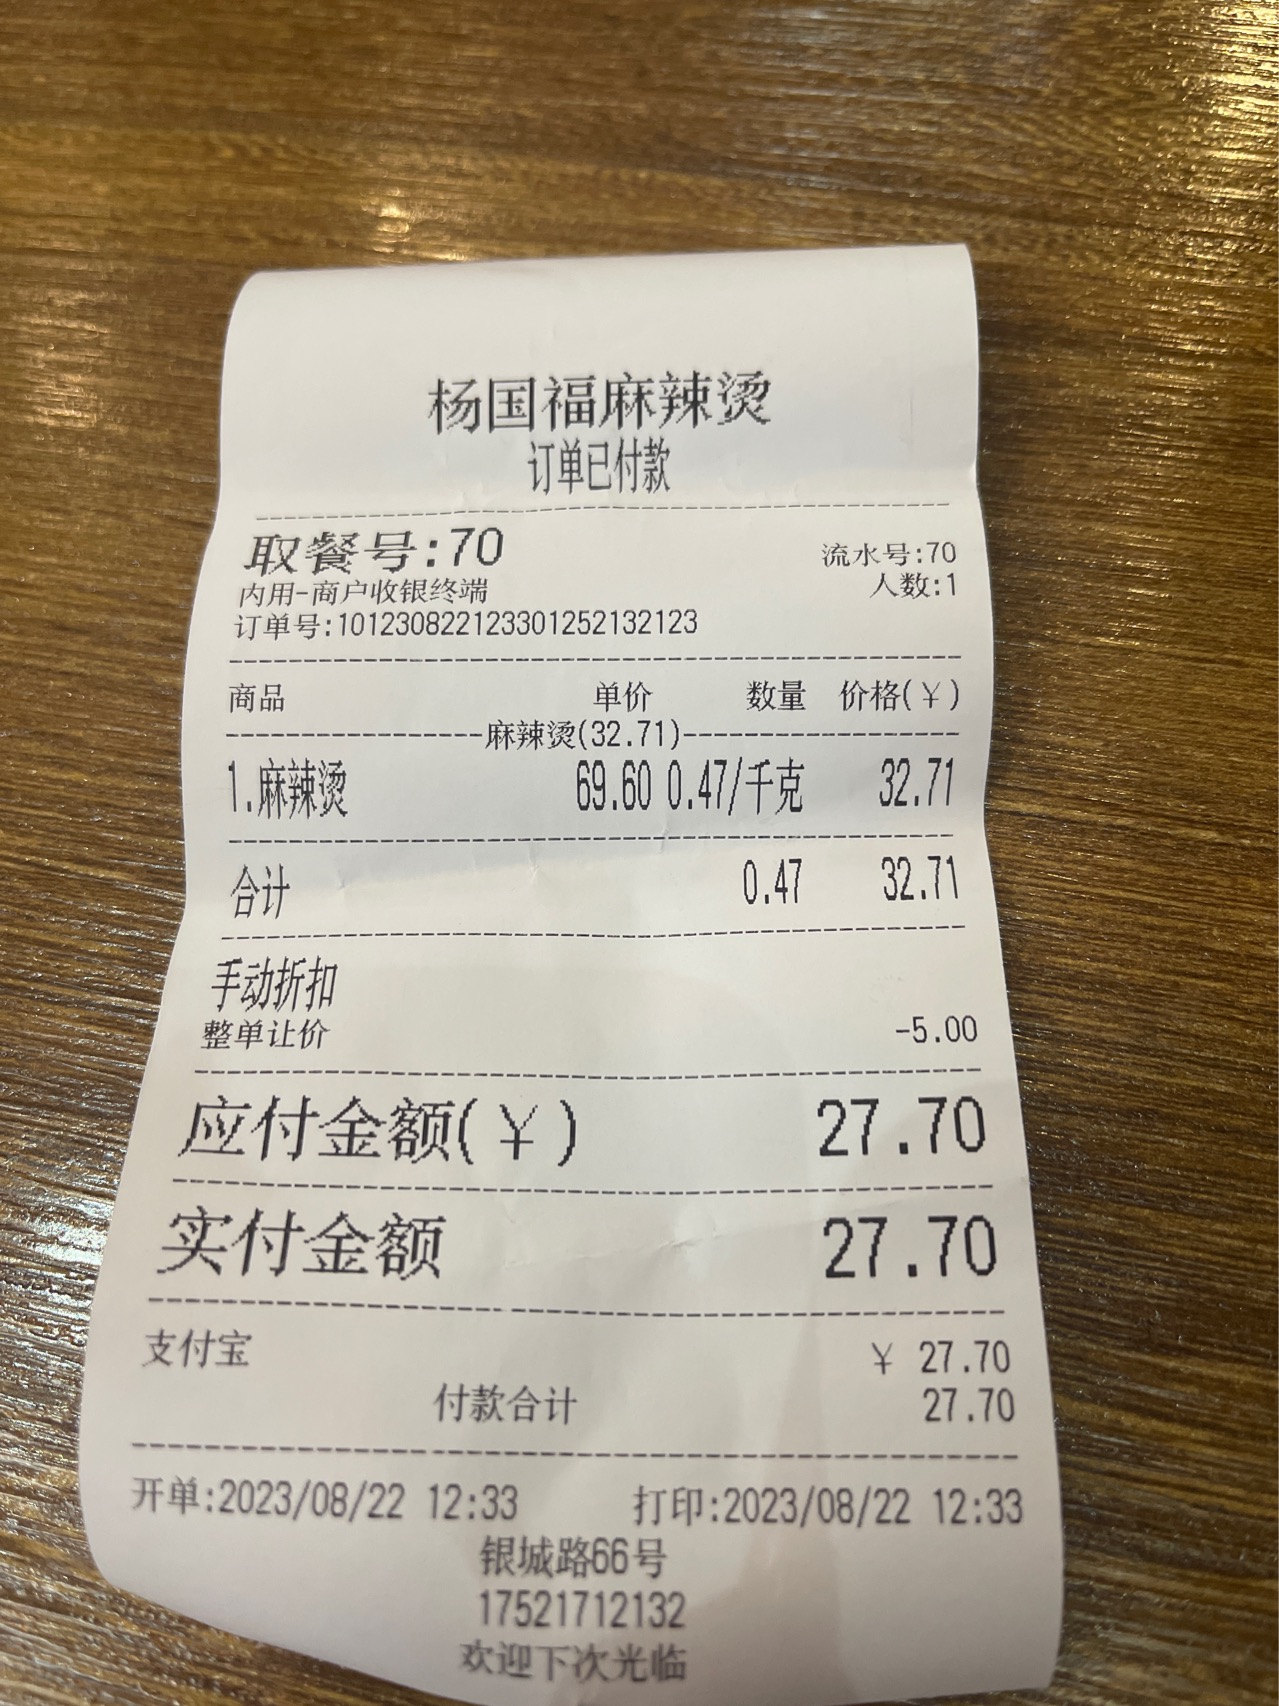 杨国福麻辣烫
订单已付款
取餐号:70 流水号:70
内用-商户收银终端 人数:1
订单号:101230822123301252132123
商品 单价 数量 价格(¥)
麻辣烫(32.71)
1.麻辣烫 69.60 0.47/千克 32.71
合计 0.47 32.71
手动折扣
整单让价 -5.00
应付金额(¥) 27.70
实付金额 27.70
支付宝 ¥ 27.70
付款合计 27.70
开单:2023/08/22 12:33 打印:2023/08/22 12:33
银城路66号
17521712132
欢迎下次光临